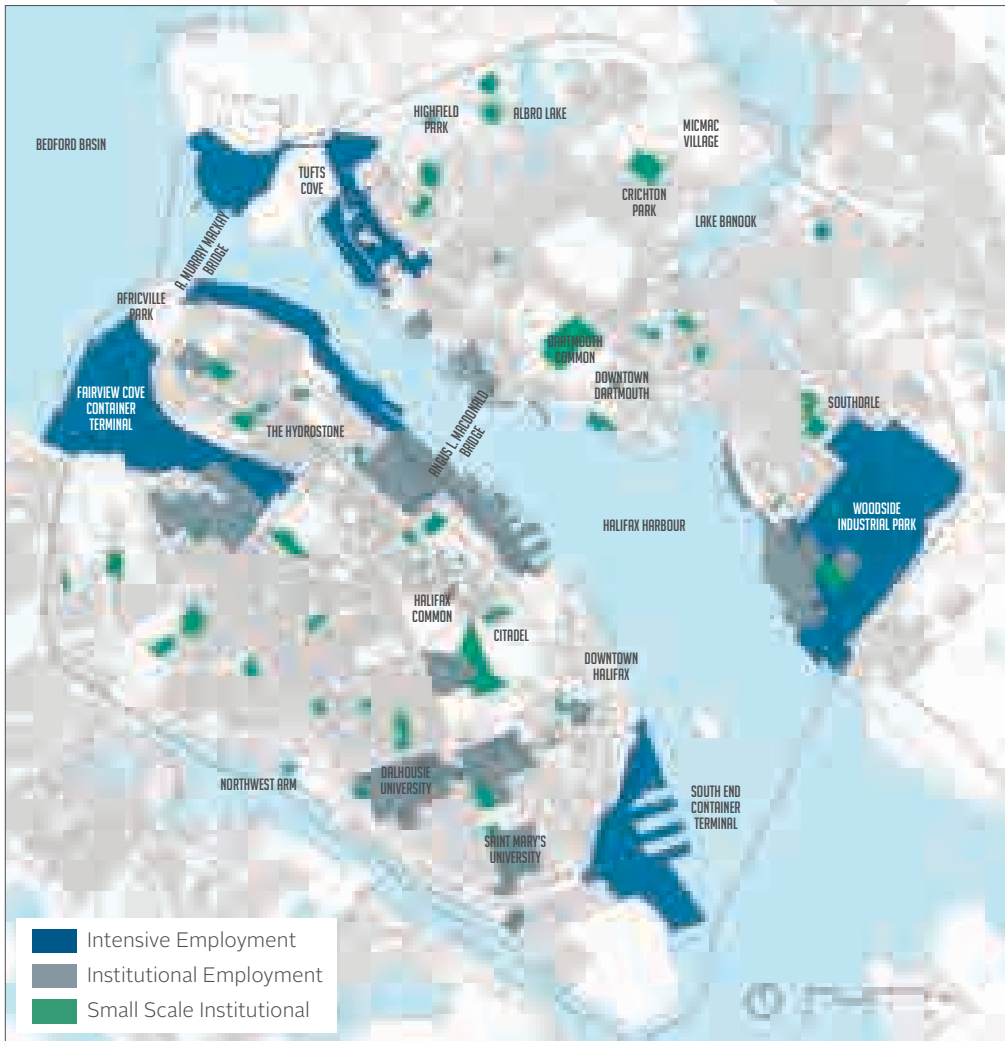 HIGHFIELD
PARK
ALBRO LAKE
MICMAC
VILLAGE
BEDFORD BASIN
TUFTS
COVE
CRICHTON
PARK
LAKE BANOOK
A. MURRAY MACKAY
BRIDGE
AFRICVILLE
PARK
DARTMOUTH
COMMON
DOWNTOWN
DARTMOUTH
FAIRVIEW COVE
CONTAINER
TERMINAL
THE HYDROSTONE
ANGUS L. MACDONALD
BRIDGE
SOUTHDALE
WOODSIDE
INDUSTRIAL PARK
HALIFAX HARBOUR
HALIFAX
COMMON
CITADEL
DOWNTOWN
HALIFAX
NORTHWEST ARM
DALHOUSIE
UNIVERSITY
SOUTH END
CONTAINER
TERMINAL
SAINT MARY'S
UNIVERSITY
Intensive Employment
Institutional Employment
Small Scale Institutional